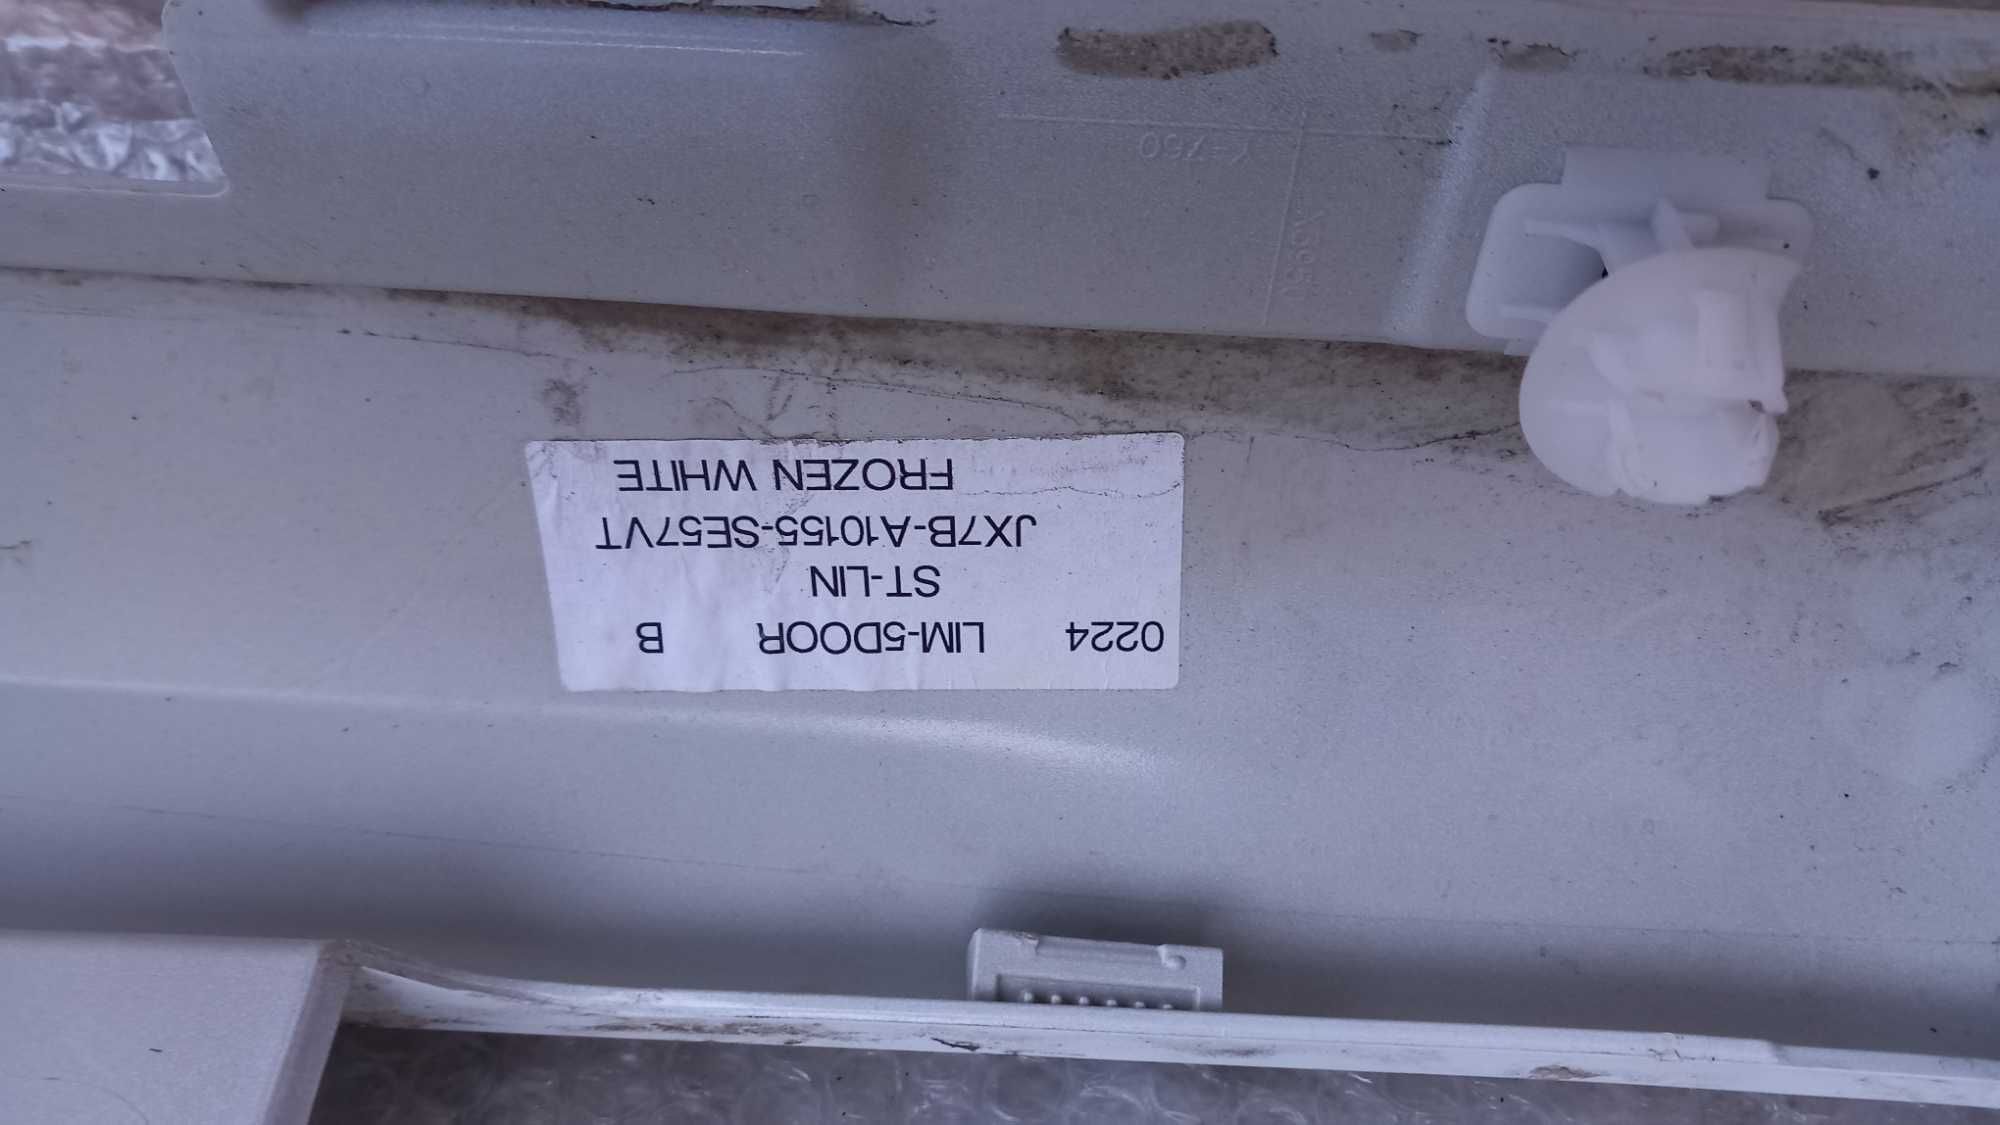 0224 LIM-5DOOR B
ST-LIN
JX7B-A10155-SE57VT
FROZEN WHITE